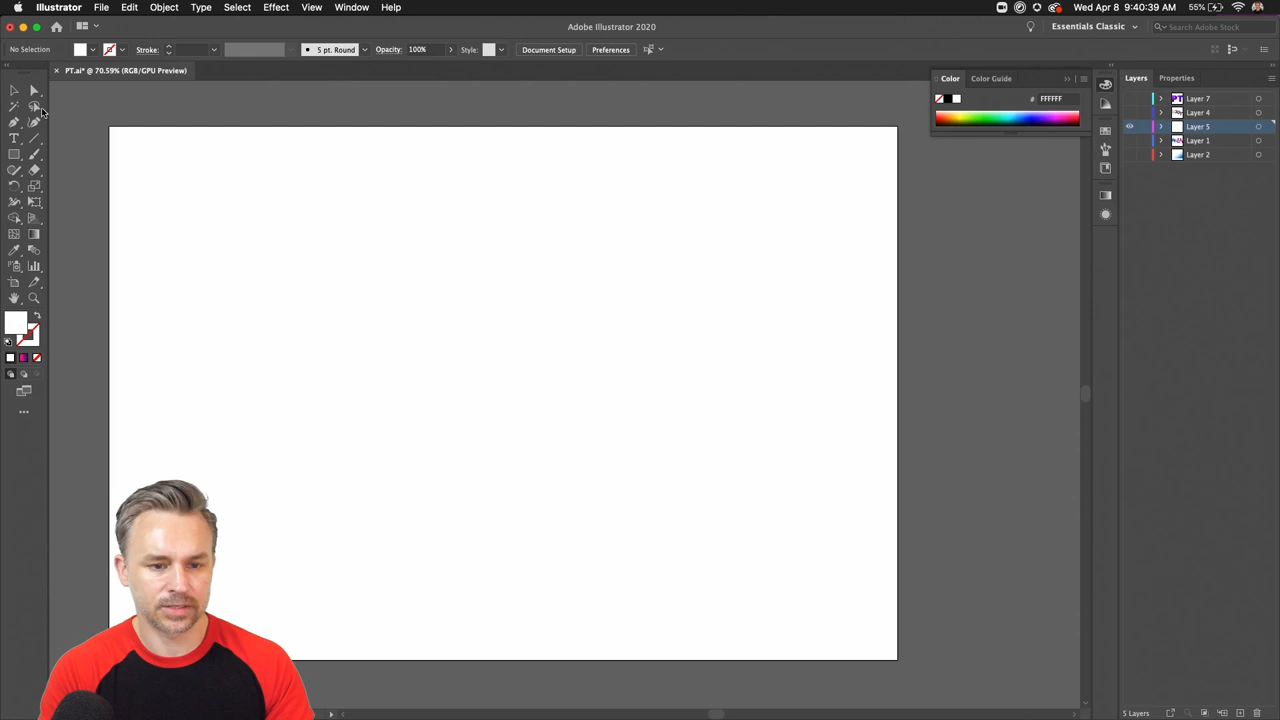 Illustrator File Edit Object Type Select Effect View Window Help
55% Wed Apr 8 9:40:39 AM
Adobe Illustrator 2020
Essentials Classic
Search Adobe Stock
No Selection
Stroke:
5 pt. Round
Opacity: 100%
Style:
Document Setup
Preferences
× PT.ai* @ 70.59% (RGB/GPU Preview)
Color Color Guide
# FFFFFF
Layers Properties
PT Layer 7
Layer 4
Layer 5
Layer 1
Layer 2
T
5 Layers